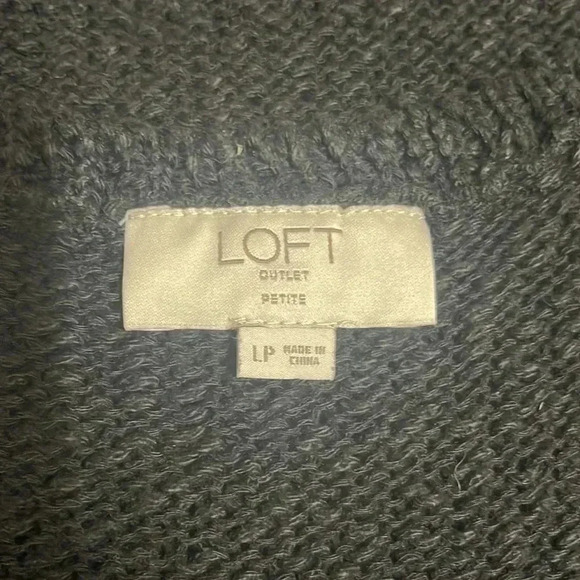 LOFT
OUTLET
PETITE
LP MADE IN
CHINA